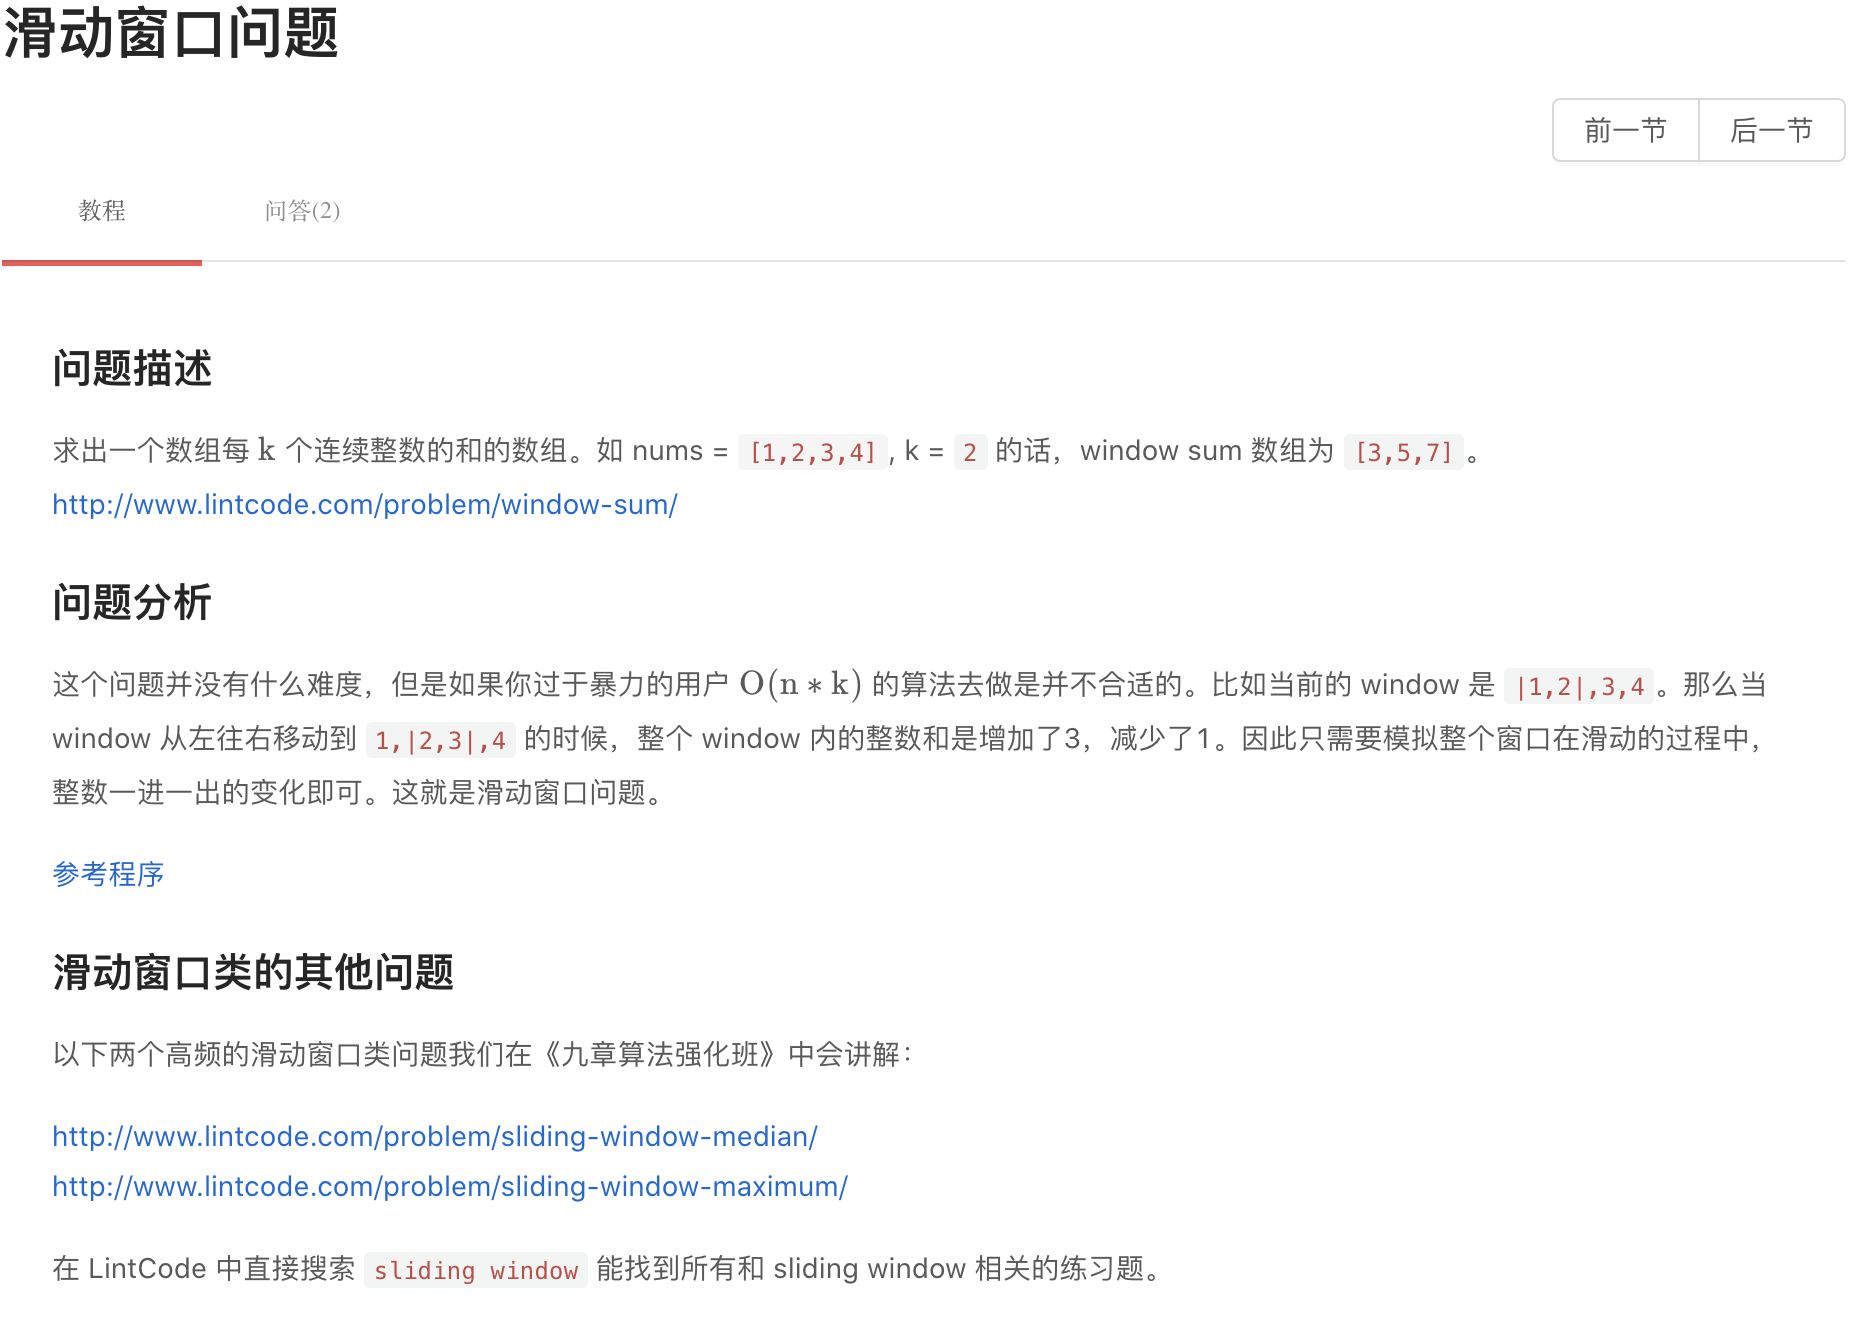 滑动窗口问题
前一节 后一节
教程 问答(2)
问题描述
求出一个数组每 k 个连续整数的和的数组。如 nums = [1,2,3,4], k = 2 的话，window sum 数组为 [3,5,7]。
http://www.lintcode.com/problem/window-sum/
问题分析
这个问题并没有什么难度，但是如果你过于暴力的用户 O(n * k) 的算法去做是并不合适的。比如当前的 window 是 |1,2|,3,4。那么当
window 从左往右移动到 1,|2,3|,4 的时候，整个 window 内的整数和是增加了3，减少了1。因此只需要模拟整个窗口在滑动的过程中，
整数一进一出的变化即可。这就是滑动窗口问题。
参考程序
滑动窗口类的其他问题
以下两个高频的滑动窗口类问题我们在《九章算法强化班》中会讲解：
http://www.lintcode.com/problem/sliding-window-median/
http://www.lintcode.com/problem/sliding-window-maximum/
在 LintCode 中直接搜索 sliding window 能找到所有和 sliding window 相关的练习题。